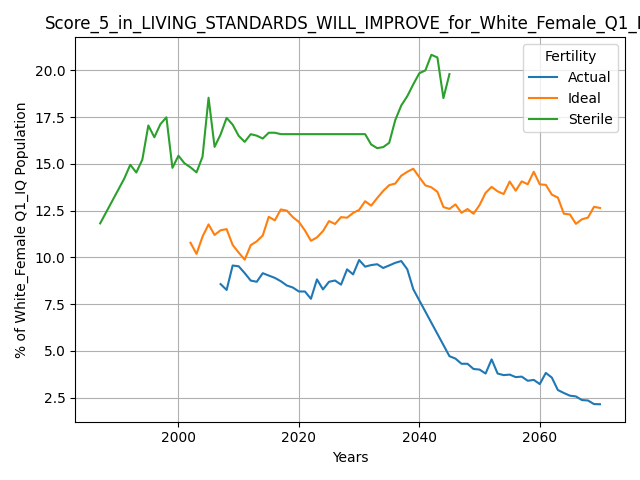 Score_5_in_LIVING_STANDARDS_WILL_IMPROVE_for_White_Female_Q1_I
Fertility
Actual
Ideal
Sterile
20.0
17.5
15.0
12.5
10.0
7.5
5.0
2.5
% of White_Female Q1_IQ Population
2000
2020
2040
2060
Years